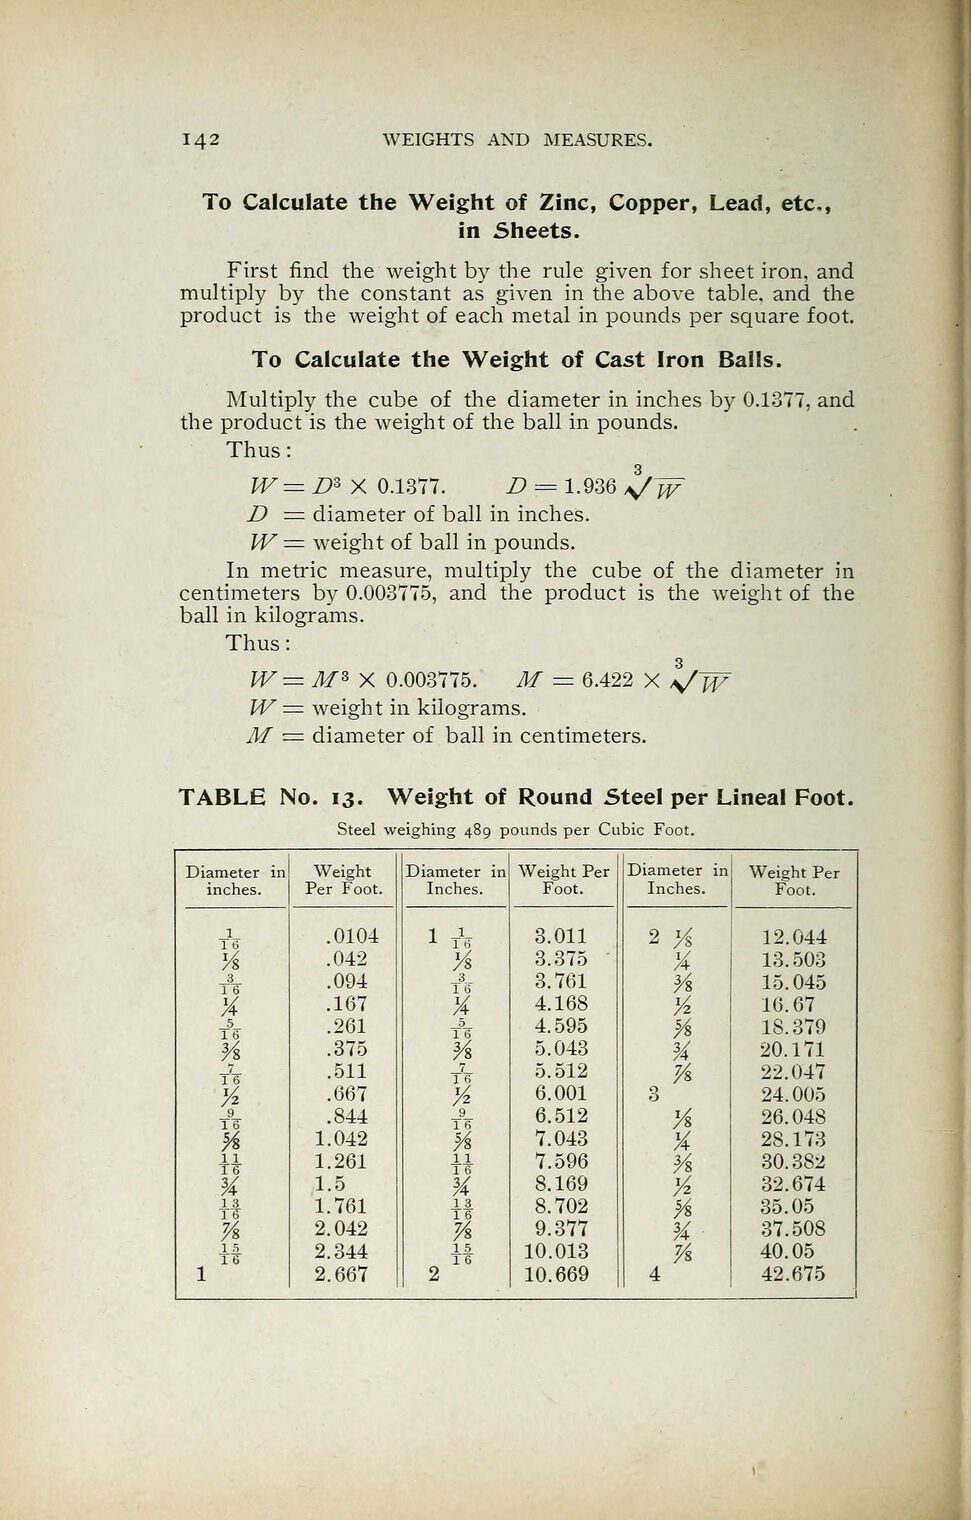 142 WEIGHTS AND MEASURES.
To Calculate the Weight of Zinc, Copper, Lead, etc.,
in Sheets.
First find the weight by the rule given for sheet iron, and
multiply by the constant as given in the above table, and the
product is the weight of each metal in pounds per square foot.
To Calculate the Weight of Cast Iron Balls.
Multiply the cube of the diameter in inches by 0.1377, and
the product is the weight of the ball in pounds.
Thus:
W = D³ × 0.1377. D = 1.936 ∛W
D = diameter of ball in inches.
W = weight of ball in pounds.
In metric measure, multiply the cube of the diameter in
centimeters by 0.003775, and the product is the weight of the
ball in kilograms.
Thus:
W = M³ × 0.003775. M = 6.422 × ∛W
W = weight in kilograms.
M = diameter of ball in centimeters.
TABLE No. 13. Weight of Round Steel per Lineal Foot.
Steel weighing 489 pounds per Cubic Foot.
Diameter in inches. Weight Per Foot. Diameter in Inches. Weight Per Foot. Diameter in Inches. Weight Per Foot.
1/16 .0104 1 1/16 3.011 2 1/8 12.044
1/8 .042 1/8 3.375 1/4 13.503
3/16 .094 3/16 3.761 3/8 15.045
1/4 .167 1/4 4.168 1/2 16.67
5/16 .261 5/16 4.595 5/8 18.379
3/8 .375 3/8 5.043 3/4 20.171
7/16 .511 7/16 5.512 7/8 22.047
1/2 .667 1/2 6.001 3 24.005
9/16 .844 9/16 6.512 1/8 26.048
5/8 1.042 5/8 7.043 1/4 28.173
11/16 1.261 11/16 7.596 3/8 30.382
3/4 1.5 3/4 8.169 1/2 32.674
13/16 1.761 13/16 8.702 5/8 35.05
7/8 2.042 7/8 9.377 3/4 37.508
15/16 2.344 15/16 10.013 7/8 40.05
1 2.667 2 10.669 4 42.675